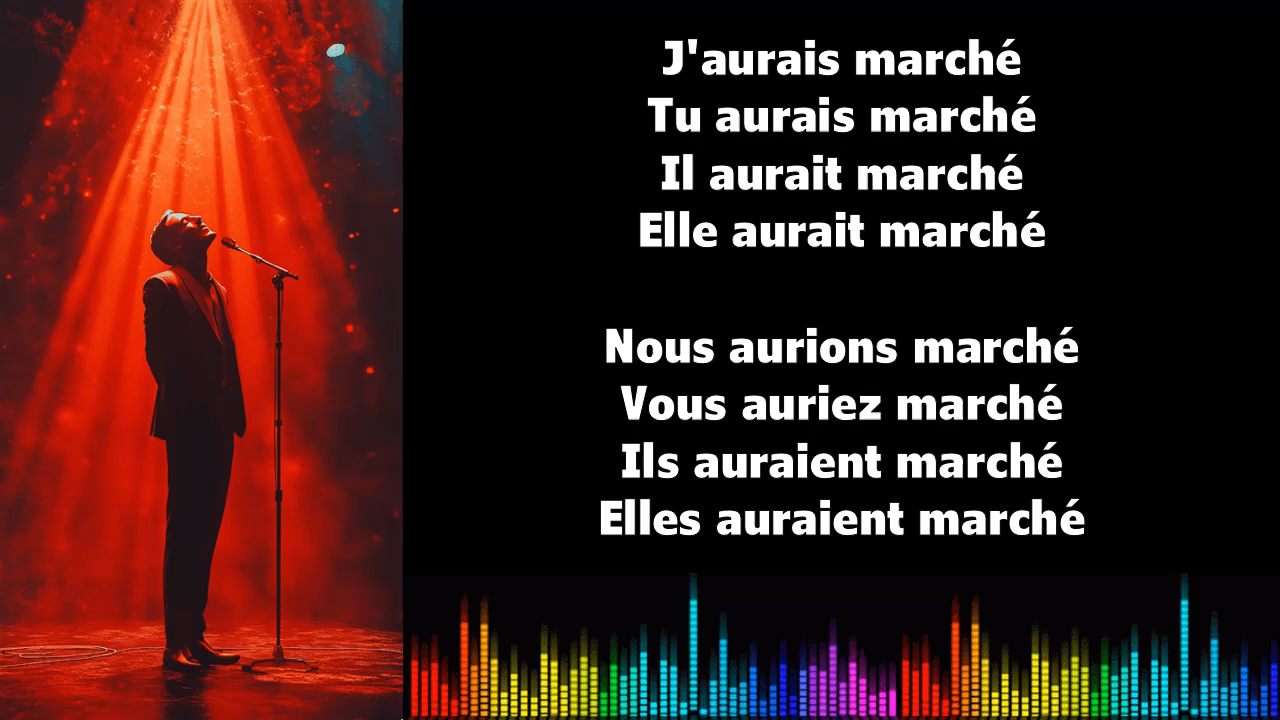 J'aurais marché
Tu aurais marché
Il aurait marché
Elle aurait marché
Nous aurions marché
Vous auriez marché
Ils auraient marché
Elles auraient marché